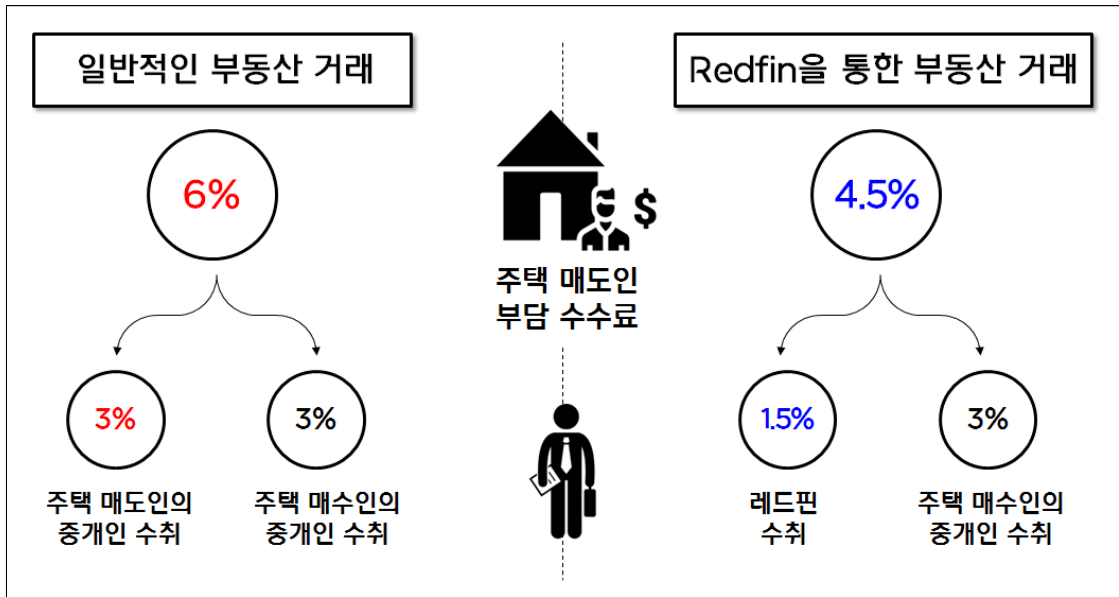 일반적인 부동산 거래
6%
3%
3%
주택 매도인의
중개인 수취
주택 매수인의
중개인 수취
$
주택 매도인
부담 수수료
Redfin을 통한 부동산 거래
4.5%
1.5%
3%
레드핀
수취
주택 매수인의
중개인 수취